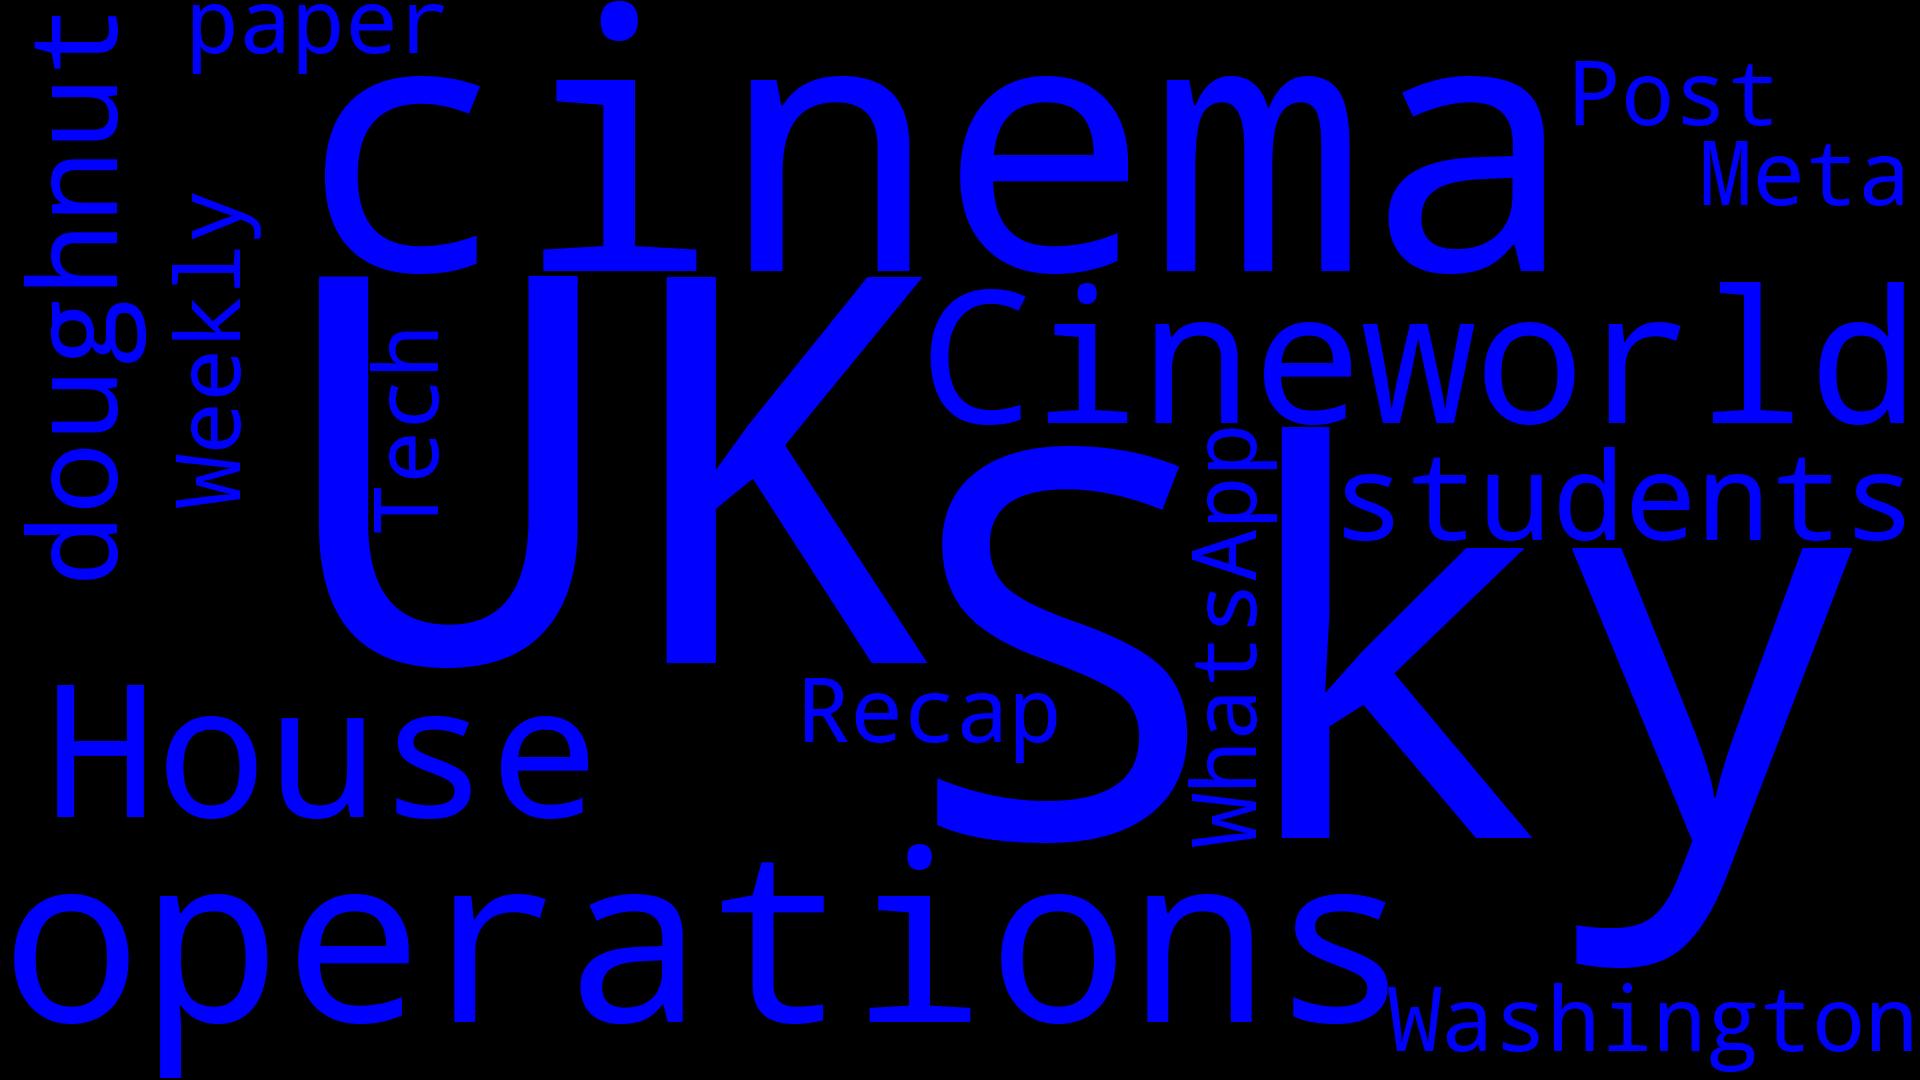 paper
cinema
Post
Meta
doughnut
Weekly
Tech
UK
Cineworld
students
WhatsApp
Sky
House
Recap
operations
Washington